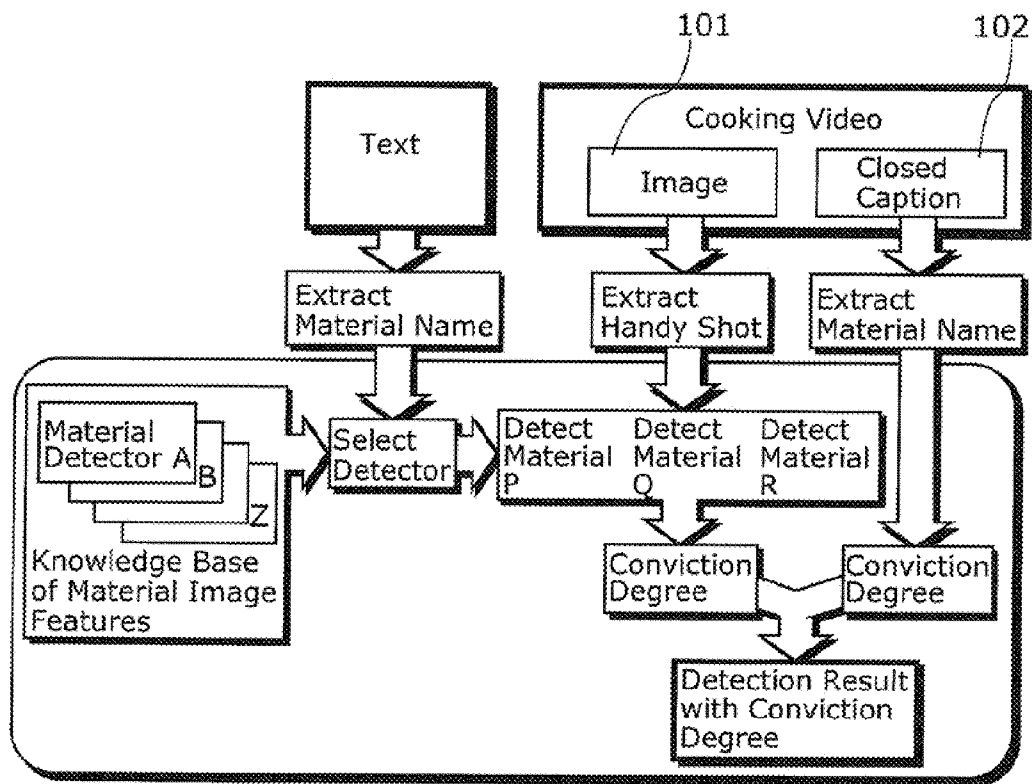 101
102
Text
Cooking Video
Image
Closed
Caption
Extract
Material Name
Extract
Handy Shot
Extract
Material Name
Material
Detector A
B
Z
Knowledge Base
of Material Image
Features
Select
Detector
Detect
Material
P
Detect
Material
Q
Detect
Material
R
Conviction
Degree
Conviction
Degree
Detection Result
with Conviction
Degree